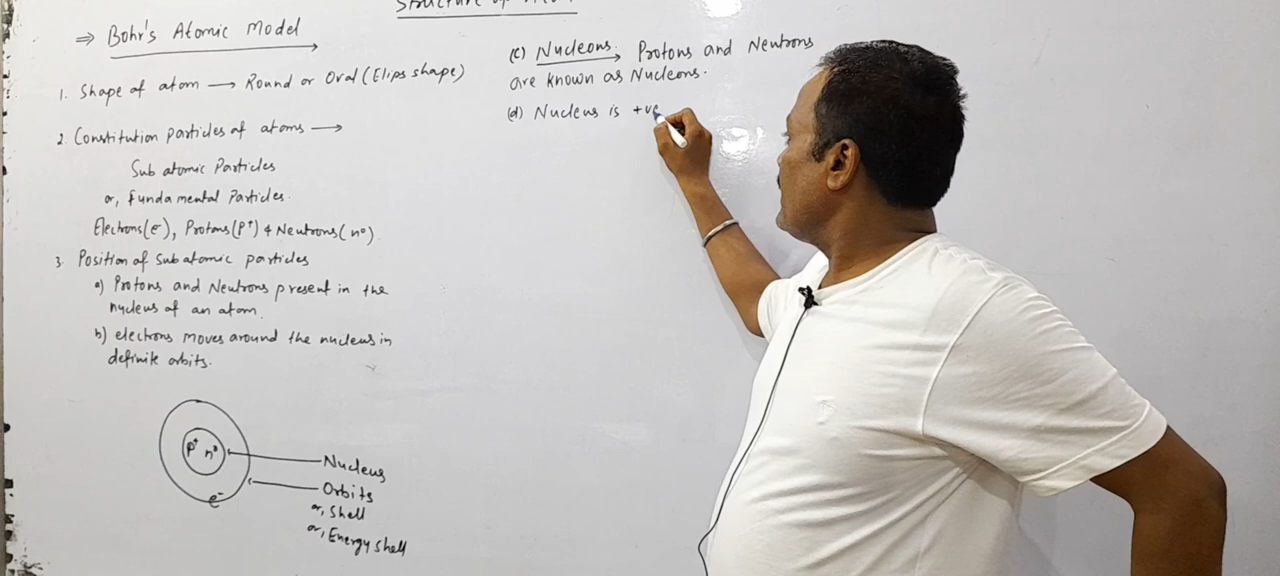 Structure of
⇒ Bohr's Atomic Model
1. Shape of atom → Round or Oval (Elips shape)
2. Constitution particles of atoms →
Sub atomic Particles
or, fundamental Particles.
Electrons(e⁻), Protons(P⁺) & Neutrons(n⁰)
3. Position of sub atomic particles
a) Protons and Neutrons present in the
nucleus of an atom.
b) electrons moves around the nucleus in
definite orbits.
P⁺ n⁰
e⁻
Nucleus
Orbits
or, Shell
or, Energy shell
(c) Nucleons. → Protons and Neutrons
are known as Nucleons.
(d) Nucleus is +ve